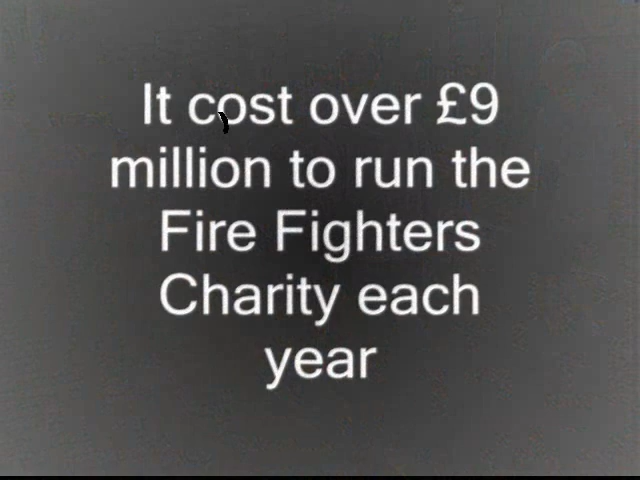 It cost over £9
million to run the
Fire Fighters
Charity each
year